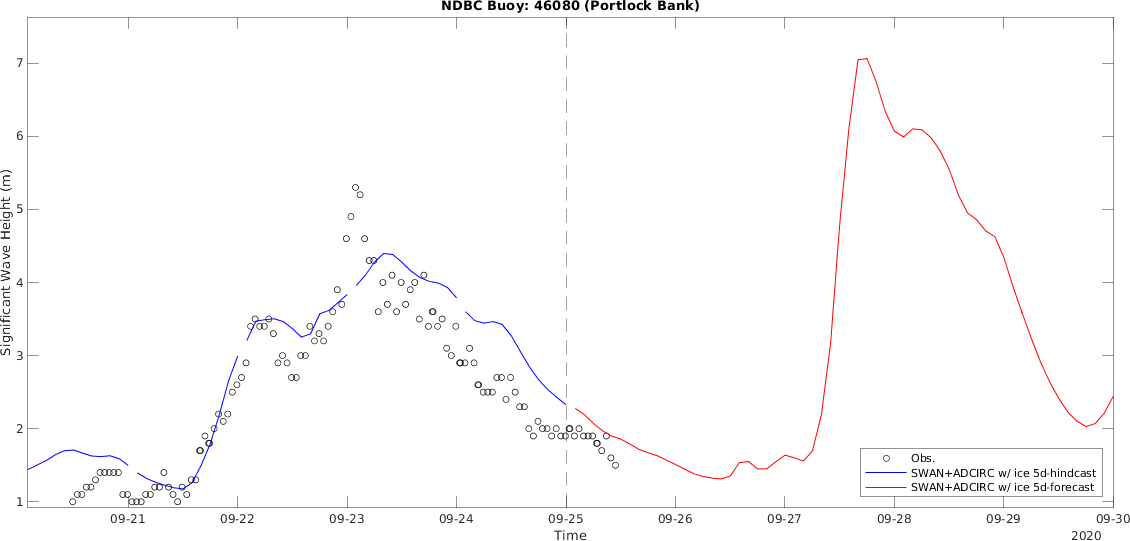 NDBC Buoy: 46080 (Portlock Bank)
Significant Wave Height (m)
7
6
5
4
3
2
1
Obs.
SWAN+ADCIRC w/ ice 5d-hindcast
SWAN+ADCIRC w/ ice 5d-forecast
09-21 09-22 09-23 09-24 09-25 09-26 09-27 09-28 09-29 09-30
Time
2020